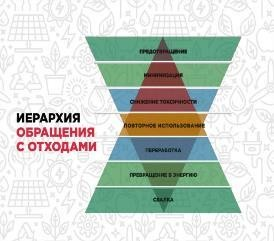 ИЕРАРХИЯ
ОБРАЩЕНИЯ
С ОТХОДАМИ
ПРЕДОТВРАЩЕНИЕ
МИНИМИЗАЦИЯ
СНИЖЕНИЕ ТОКСИЧНОСТИ
ПОВТОРНОЕ ИСПОЛЬЗОВАНИЕ
ПЕРЕРАБОТКА
ПРЕВРАЩЕНИЕ В ЭНЕРГИЮ
СВАЛКА